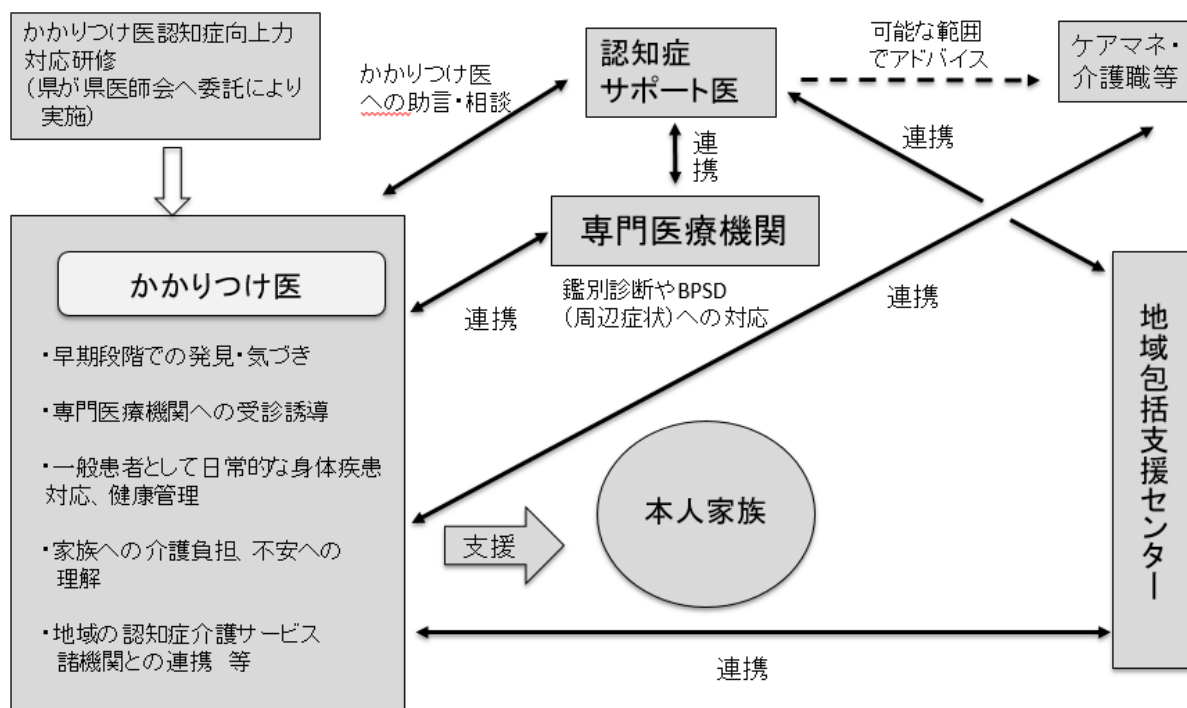 かかりつけ医認知症向上力
対応研修
（県が県医師会へ委託により
実施）
かかりつけ医
への助言・相談
認知症
サポート医
可能な範囲
でアドバイス
ケアマネ・
介護職等
連携
連
携
専門医療機関
鑑別診断やBPSD
（周辺症状）への対応
連携
連携
かかりつけ医
・早期段階での発見・気づき
・専門医療機関への受診誘導
・一般患者として日常的な身体疾患
対応、健康管理
・家族への介護負担、不安への
理解
・地域の認知症介護サービス
諸機関との連携 等
支援
本人家族
地域包括支援センター
連携